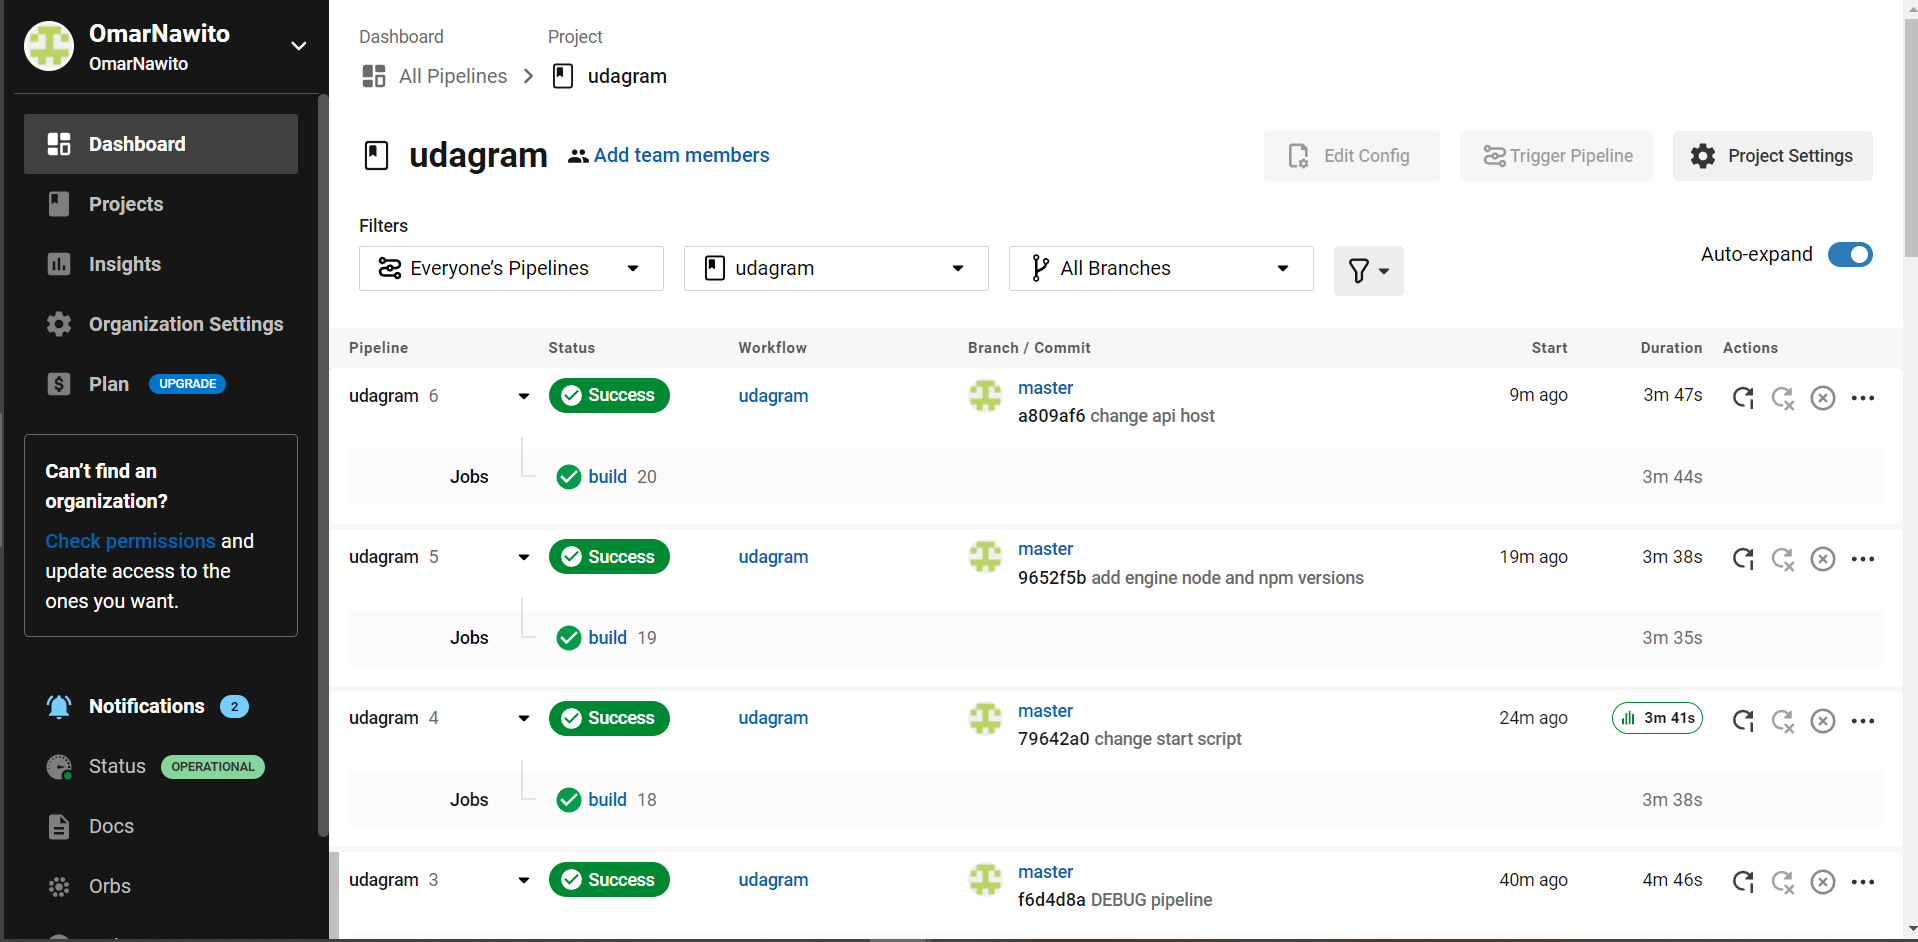 OmarNawito
OmarNawito
Dashboard
Projects
Insights
Organization Settings
Plan UPGRADE
Can’t find an
organization?
Check permissions and
update access to the
ones you want.
Notifications 2
Status OPERATIONAL
Docs
Orbs
Dashboard Project
All Pipelines udagram
udagram Add team members
Edit Config Trigger Pipeline Project Settings
Filters
Everyone’s Pipelines udagram All Branches
Auto-expand
Pipeline Status Workflow Branch / Commit Start Duration Actions
udagram 6 Success udagram master 9m ago 3m 47s
a809af6 change api host
Jobs build 20 3m 44s
udagram 5 Success udagram master 19m ago 3m 38s
9652f5b add engine node and npm versions
Jobs build 19 3m 35s
udagram 4 Success udagram master 24m ago 3m 41s
79642a0 change start script
Jobs build 18 3m 38s
udagram 3 Success udagram master 40m ago 4m 46s
f6d4d8a DEBUG pipeline